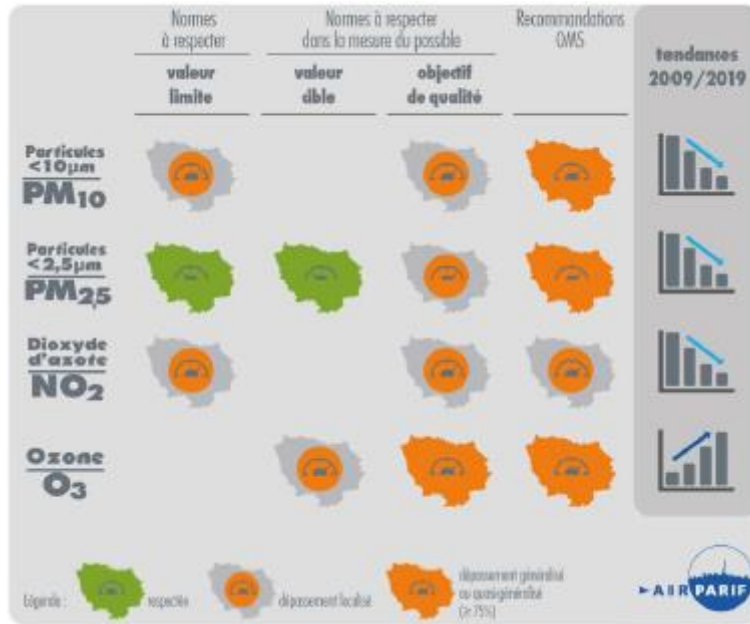 Normes
à respecter
Normes à respecter
dans la mesure du possible
Recommandations
OMS
valeur
limite
valeur
cible
objectif
de qualité
tendances
2009/2019
Particules
<10µm
PM10
Particules
<2,5µm
PM2,5
Dioxyde
d'azote
NO2
Ozone
O3
Légende :
respectée
dépassement localisé
dépassement généralisé
ou quasi-généralisé
(≥ 75%)
AIRPARIF